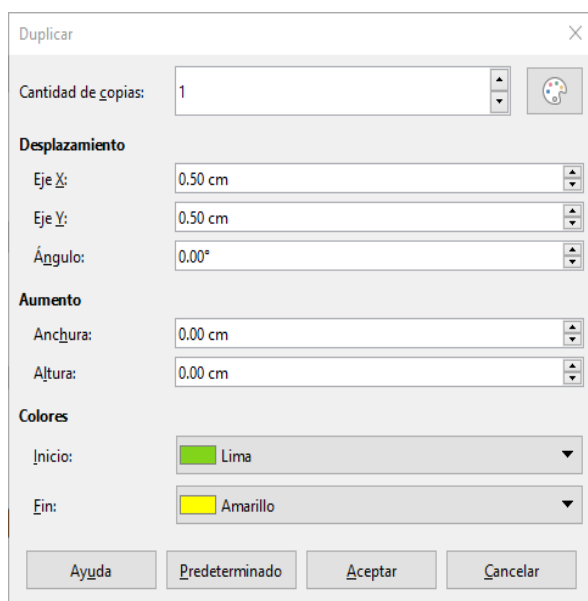 Duplicar
Cantidad de copias: 1
Desplazamiento
Eje X: 0.50 cm
Eje Y: 0.50 cm
Ángulo: 0.00°
Aumento
Anchura: 0.00 cm
Altura: 0.00 cm
Colores
Inicio: Lima
Fin: Amarillo
Ayuda Predeterminado Aceptar Cancelar